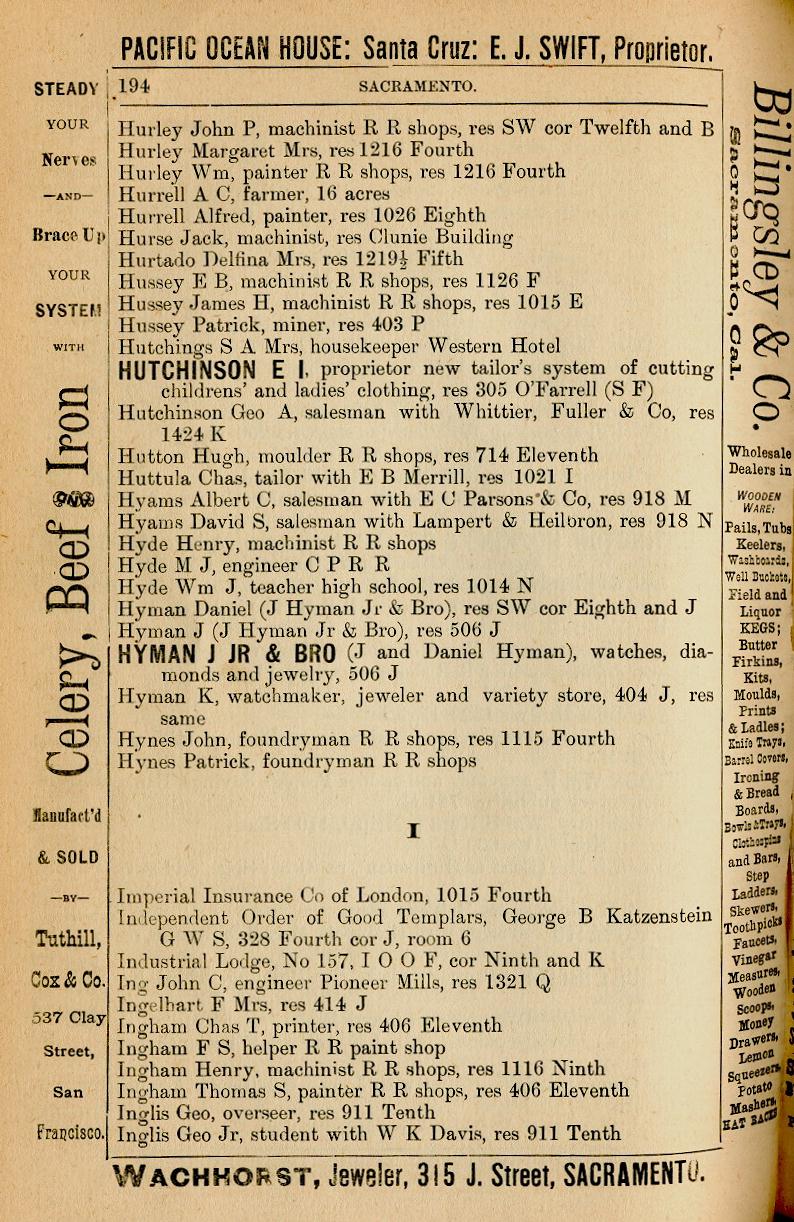 PACIFIC OCEAN HOUSE: Santa Cruz: E. J. SWIFT, Proprietor.
194 SACRAMENTO.
Hurley John P, machinist R R shops, res SW cor Twelfth and B
Hurley Margaret Mrs, res 1216 Fourth
Hurley Wm, painter R R shops, res 1216 Fourth
Hurrell A C, farmer, 16 acres
Hurrell Alfred, painter, res 1026 Eighth
Hurse Jack, machinist, res Clunie Building
Hurtado Delfina Mrs, res 1219½ Fifth
Hussey E B, machinist R R shops, res 1126 F
Hussey James H, machinist R R shops, res 1015 E
Hussey Patrick, miner, res 403 P
Hutchings S A Mrs, housekeeper Western Hotel
HUTCHINSON E I, proprietor new tailor's system of cutting
childrens' and ladies' clothing, res 305 O'Farrell (S F)
Hutchinson Geo A, salesman with Whittier, Fuller & Co, res
1424 K
Hutton Hugh, moulder R R shops, res 714 Eleventh
Huttula Chas, tailor with E B Merrill, res 1021 I
Hyams Albert C, salesman with E C Parsons & Co, res 918 M
Hyams David S, salesman with Lampert & Heilbron, res 918 N
Hyde Henry, machinist R R shops
Hyde M J, engineer C P R R
Hyde Wm J, teacher high school, res 1014 N
Hyman Daniel (J Hyman Jr & Bro), res SW cor Eighth and J
Hyman J (J Hyman Jr & Bro), res 506 J
HYMAN J JR & BRO (J and Daniel Hyman), watches, dia-
monds and jewelry, 506 J
Hyman K, watchmaker, jeweler and variety store, 404 J, res
same
Hynes John, foundryman R R shops, res 1115 Fourth
Hynes Patrick, foundryman R R shops
I
Imperial Insurance Co of London, 1015 Fourth
Independent Order of Good Templars, George B Katzenstein
G W S, 328 Fourth cor J, room 6
Industrial Lodge, No 157, I O O F, cor Ninth and K
Ing John C, engineer Pioneer Mills, res 1321 Q
Ingelhart F Mrs, res 414 J
Ingham Chas T, printer, res 406 Eleventh
Ingham F S, helper R R paint shop
Ingham Henry, machinist R R shops, res 1116 Ninth
Ingham Thomas S, painter R R shops, res 406 Eleventh
Inglis Geo, overseer, res 911 Tenth
Inglis Geo Jr, student with W K Davis, res 911 Tenth
WACHHORST, Jeweler, 315 J. Street, SACRAMENTO.
STEADY
YOUR
Nerves
—AND—
Brace Up
YOUR
SYSTEM
WITH
Celery, Beef Iron
Manufact'd
& SOLD
—BY—
Tuthill,
Cox & Co.
537 Clay
Street,
San
Francisco.
Billingsley & Co.
Sacramento, Cal.
Wholesale
Dealers in
WOODEN
WARE:
Pails, Tubs
Keelers,
Washboards,
Well Buckets,
Field and
Liquor
KEGS;
Butter
Firkins,
Kits,
Moulds,
Prints
& Ladles;
Knife Trays,
Barrel Covers,
Ironing
& Bread
Boards,
Bowls & Trays,
Clothespins
and Bars,
Step
Ladders,
Skewers,
Toothpicks
Faucets,
Vinegar
Measures,
Wooden
Scoops,
Money
Drawers,
Lemon
Squeezers
Potato
Mashers,
HAT RACKS